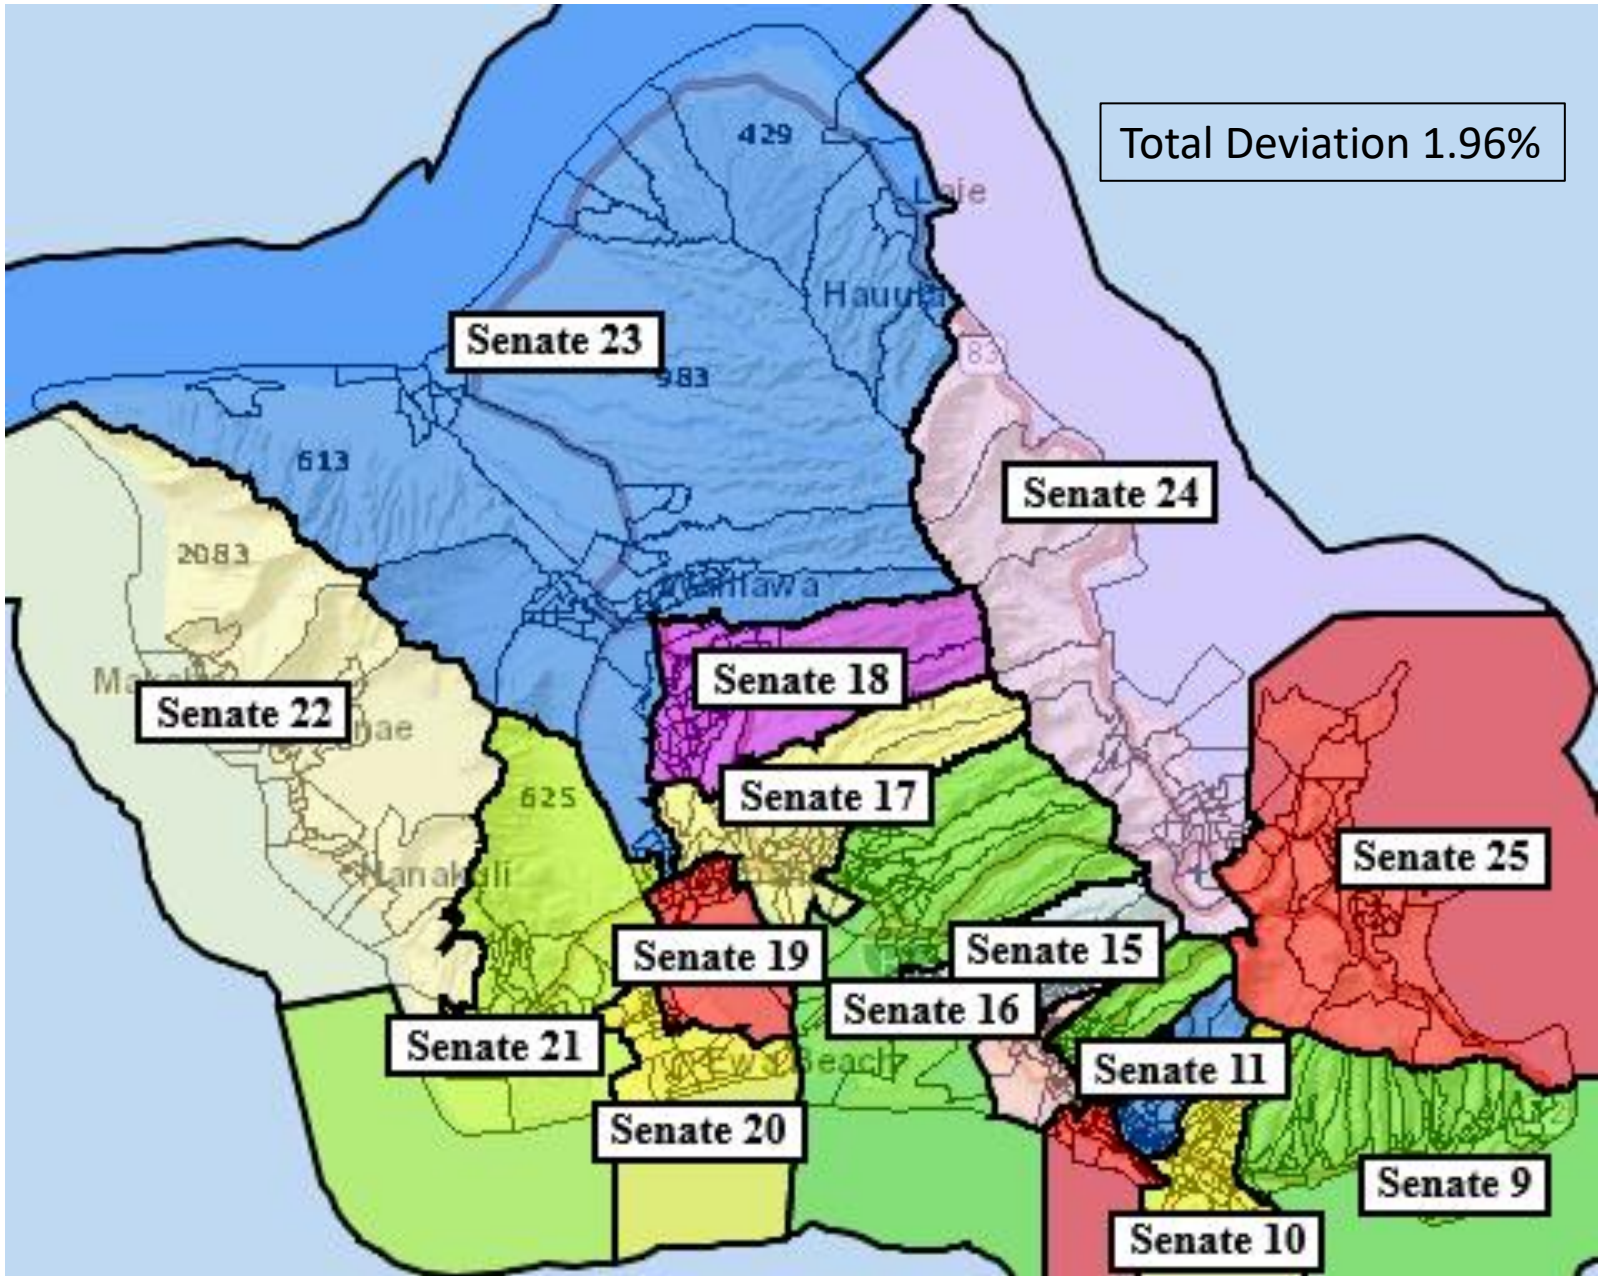 Total Deviation 1.96%
429
Laie
Hauula
Senate 23
983
83
613
Senate 24
2083
Senate 18
Senate 22
Senate 17
625
Senate 25
Senate 19
Senate 15
Senate 16
Senate 21
Ewa Beach
Senate 11
Senate 20
Senate 9
Senate 10